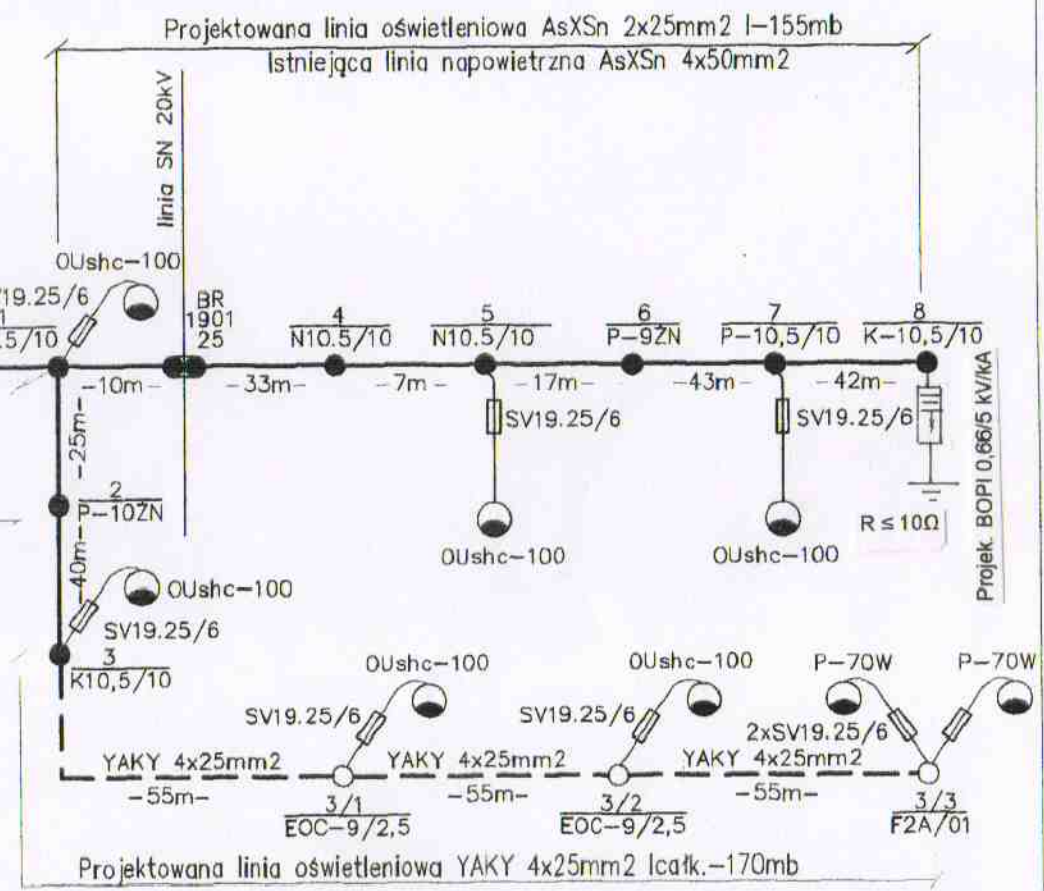 Projektowana linia oświetleniowa AsXSn 2x25mm2 l-155mb
Istniejąca linia napowietrzna AsXSn 4x50mm2
linia SN 20kV
OUshc-100
19.25/6
1
.5/10
BR
1901
25
4
N10.5/10
5
N10.5/10
6
P-9ŻN
7
P-10,5/10
8
K-10,5/10
-10m-
-33m-
-7m-
-17m-
-43m-
-42m-
-25m-
SV19.25/6
SV19.25/6
2
P-10ŻN
-40m-
OUshc-100
OUshc-100
R ≤ 10Ω
Projek. BOPI 0,66/5 kV/kA
OUshc-100
SV19.25/6
3
K10,5/10
OUshc-100
OUshc-100
P-70W
P-70W
SV19.25/6
SV19.25/6
2xSV19.25/6
YAKY 4x25mm2
YAKY 4x25mm2
YAKY 4x25mm2
-55m-
-55m-
-55m-
3/1
EOC-9/2,5
3/2
EOC-9/2,5
3/3
F2A/01
Projektowana linia oświetleniowa YAKY 4x25mm2 lcałk.-170mb